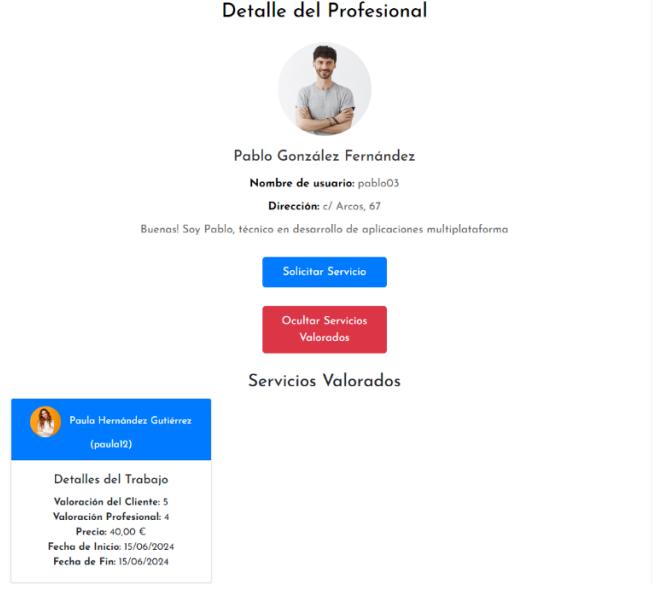 Detalle del Profesional
Pablo González Fernández
Nombre de usuario: pablo03
Dirección: c/ Arcos, 67
Buenas! Soy Pablo, técnico en desarrollo de aplicaciones multiplataforma
Solicitar Servicio
Ocultar Servicios
Valorados
Servicios Valorados
Paula Hernández Gutiérrez
(paula12)
Detalles del Trabajo
Valoración del Cliente: 5
Valoración Profesional: 4
Precio: 40,00 €
Fecha de Inicio: 15/06/2024
Fecha de Fin: 15/06/2024